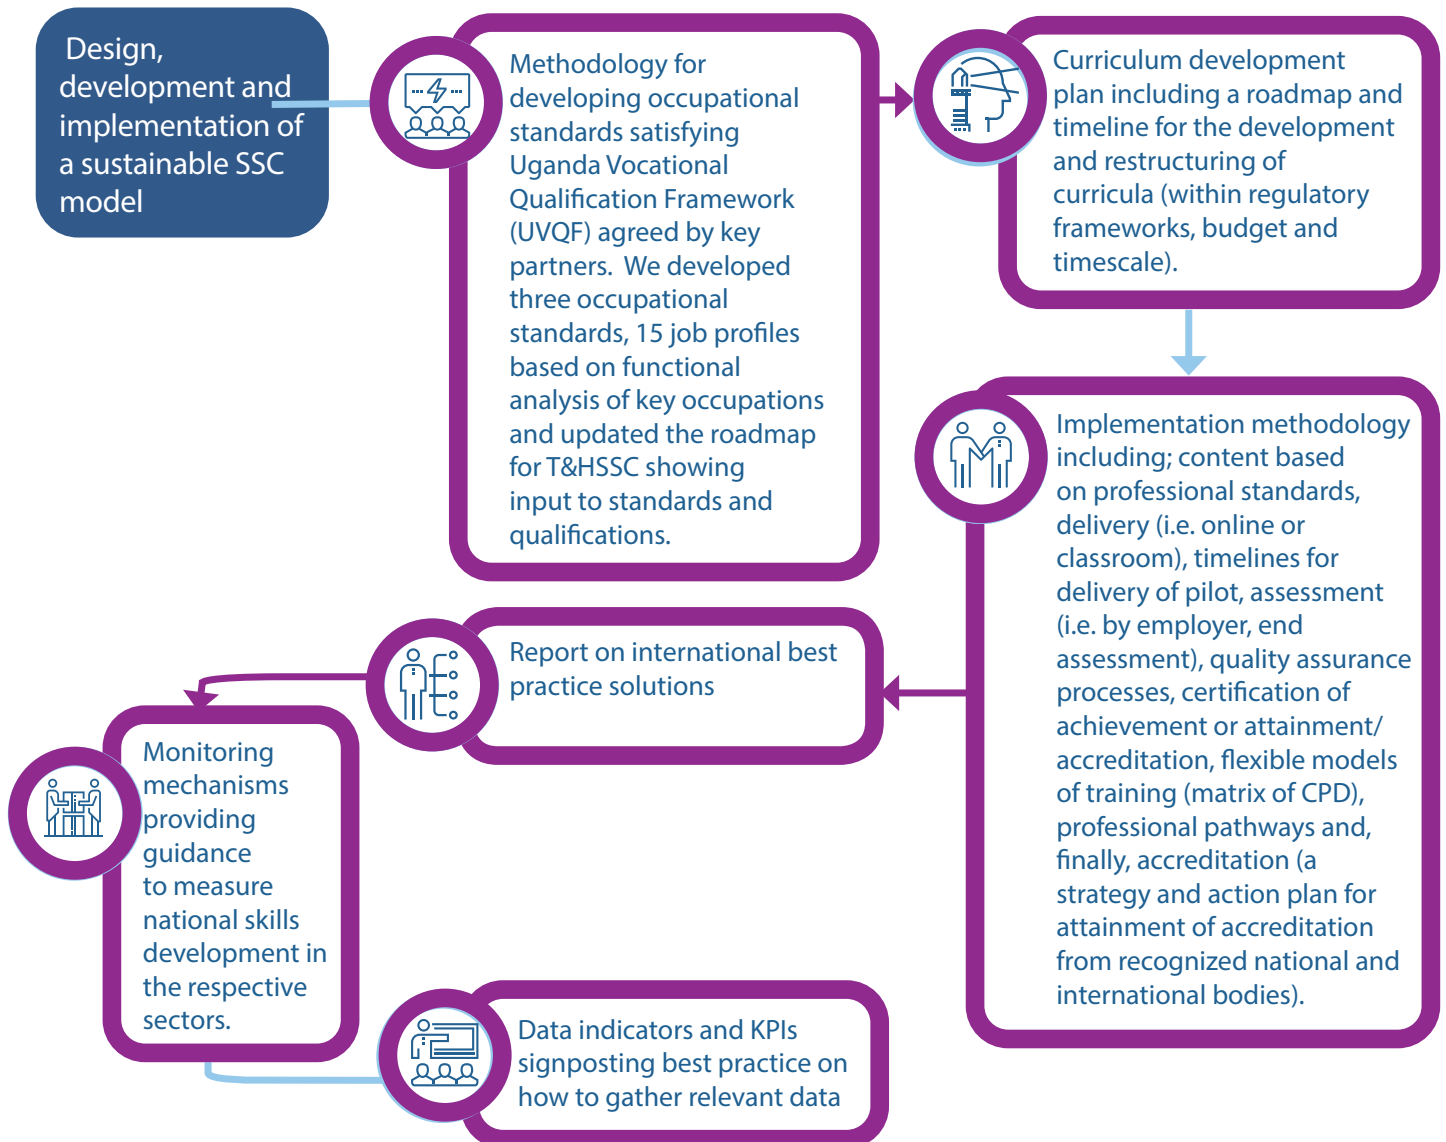 Design,
development and
implementation of
a sustainable SSC
model
Methodology for
developing occupational
standards satisfying
Uganda Vocational
Qualification Framework
(UVQF) agreed by key
partners.  We developed
three occupational
standards, 15 job profiles
based on functional
analysis of key occupations
and updated the roadmap
for T&HSSC showing
input to standards and
qualifications.
Curriculum development
plan including a roadmap and
timeline for the development
and restructuring of
curricula (within regulatory
frameworks, budget and
timescale).
Implementation methodology
including; content based
on professional standards,
delivery (i.e. online or
classroom), timelines for
delivery of pilot, assessment
(i.e. by employer, end
assessment), quality assurance
processes, certification of
achievement or attainment/
accreditation, flexible models
of training (matrix of CPD),
professional pathways and,
finally, accreditation (a
strategy and action plan for
attainment of accreditation
from recognized national and
international bodies).
Report on international best
practice solutions
Monitoring
mechanisms
providing
guidance
to measure
national skills
development in
the respective
sectors.
Data indicators and KPIs
signposting best practice on
how to gather relevant data